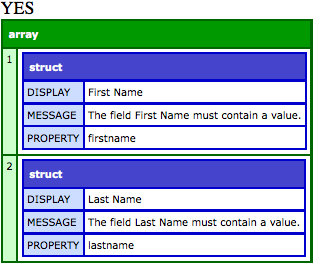 YES
array
1
struct
DISPLAY First Name
MESSAGE The field First Name must contain a value.
PROPERTY firstname
2
struct
DISPLAY Last Name
MESSAGE The field Last Name must contain a value.
PROPERTY lastname